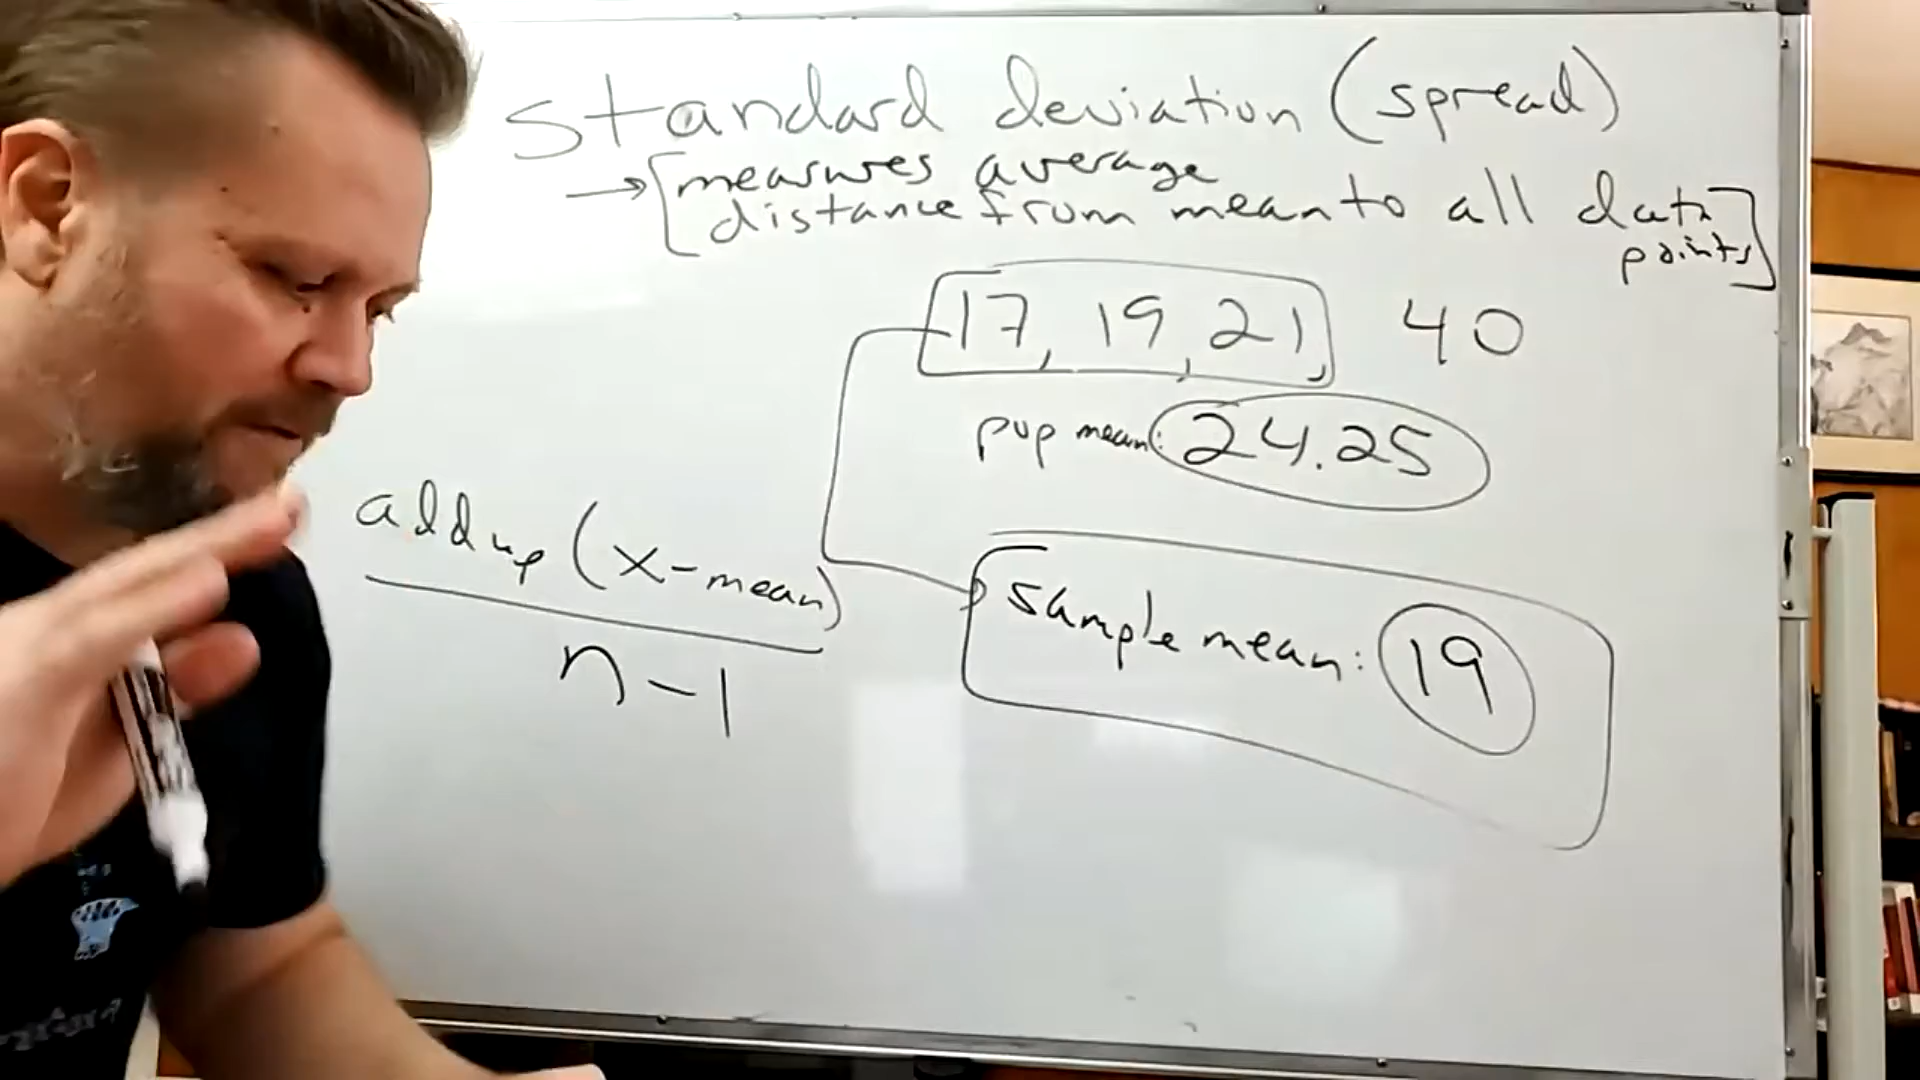 standard deviation (spread)
→ [measures average
distance from mean to all data
points]
17, 19, 21, 40
pop mean: 24.25
add up (x-mean)
n-1
sample mean: 19